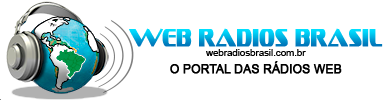 WEB RADIOS BRASIL
webradiosbrasil.com.br
O PORTAL DAS RÁDIOS WEB